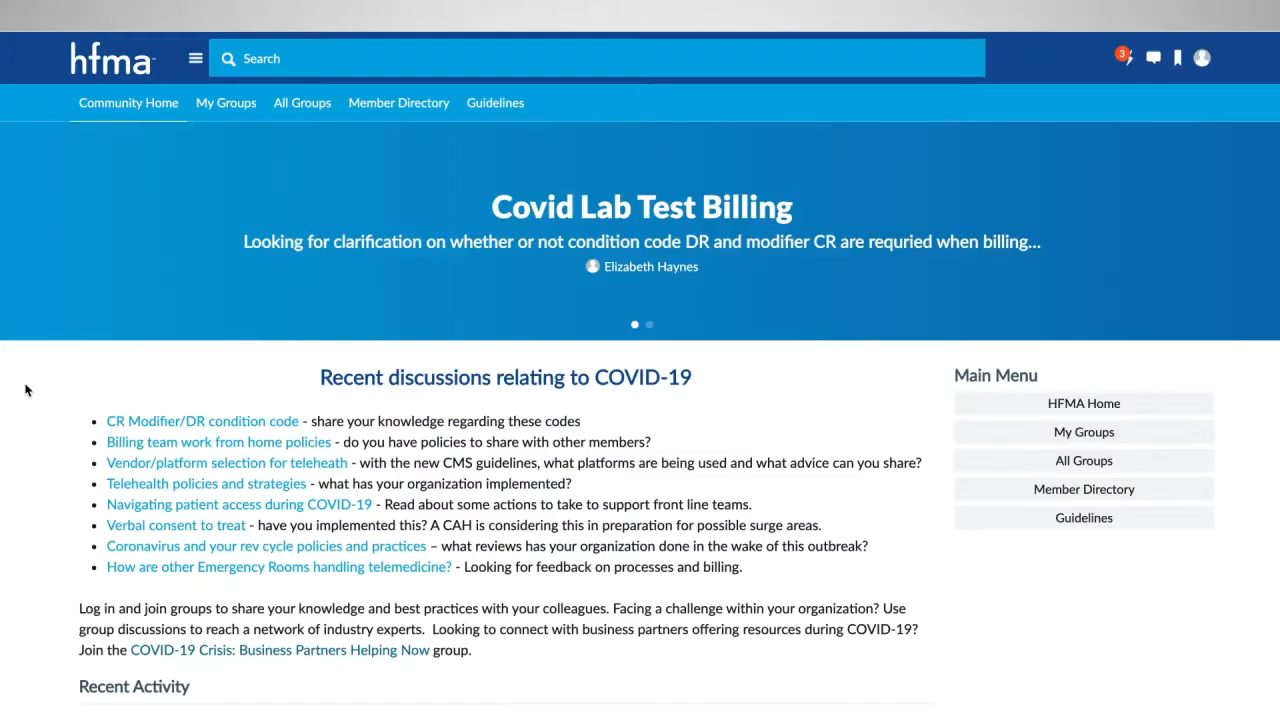 hfma
Search
3
Community Home My Groups All Groups Member Directory Guidelines
Covid Lab Test Billing
Looking for clarification on whether or not condition code DR and modifier CR are requried when billing...
Elizabeth Haynes
Recent discussions relating to COVID-19
CR Modifier/DR condition code - share your knowledge regarding these codes
Billing team work from home policies - do you have policies to share with other members?
Vendor/platform selection for teleheath - with the new CMS guidelines, what platforms are being used and what advice can you share?
Telehealth policies and strategies - what has your organization implemented?
Navigating patient access during COVID-19 - Read about some actions to take to support front line teams.
Verbal consent to treat - have you implemented this? A CAH is considering this in preparation for possible surge areas.
Coronavirus and your rev cycle policies and practices – what reviews has your organization done in the wake of this outbreak?
How are other Emergency Rooms handling telemedicine? - Looking for feedback on processes and billing.
Log in and join groups to share your knowledge and best practices with your colleagues. Facing a challenge within your organization? Use
group discussions to reach a network of industry experts. Looking to connect with business partners offering resources during COVID-19?
Join the COVID-19 Crisis: Business Partners Helping Now group.
Recent Activity
Main Menu
HFMA Home
My Groups
All Groups
Member Directory
Guidelines